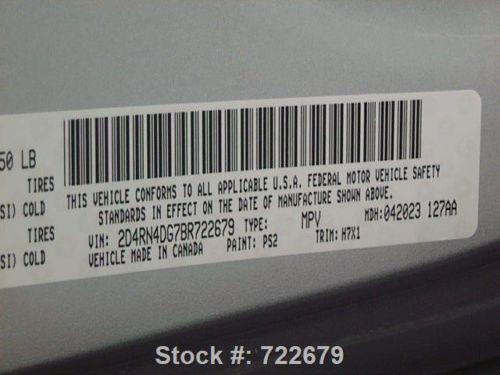 50 LB
TIRES
SI) COLD
TIRES
SI) COLD
THIS VEHICLE CONFORMS TO ALL APPLICABLE U.S.A. FEDERAL MOTOR VEHICLE SAFETY
STANDARDS IN EFFECT ON THE DATE OF MANUFACTURE SHOWN ABOVE.
VIN: 2D4RN4DG7BR722679 TYPE: MPV MDH: 042023 127AA
VEHICLE MADE IN CANADA PAINT: PS2 TRIM: H7X1
Stock #: 722679